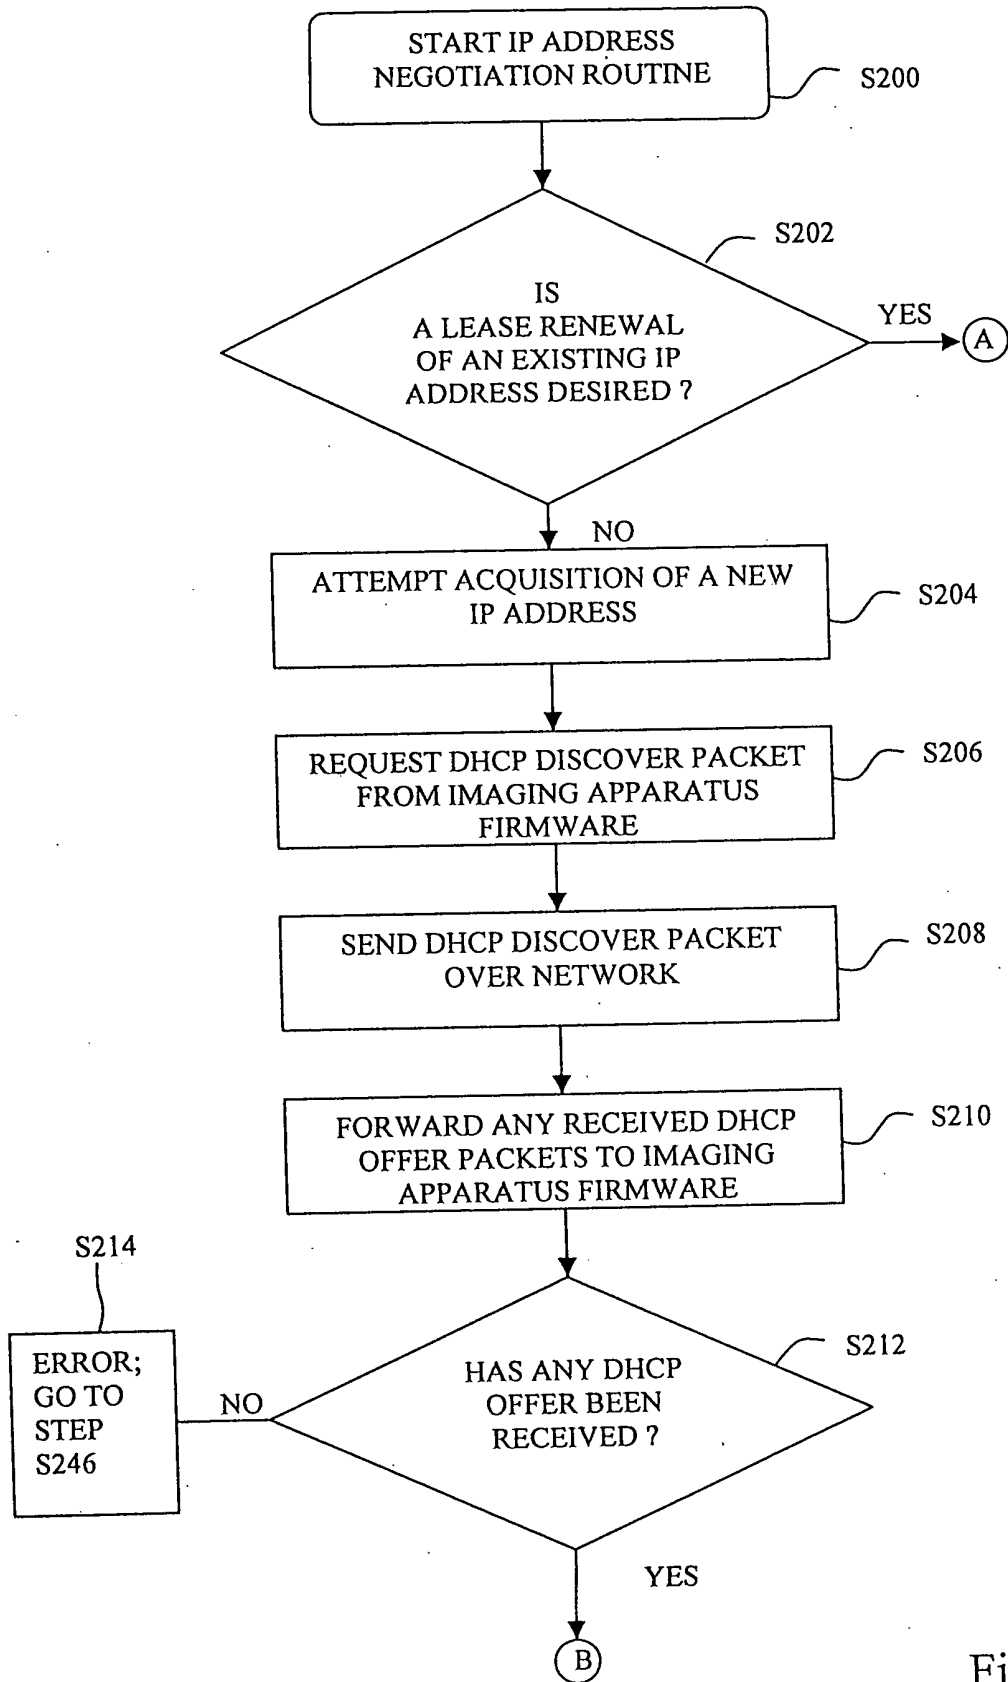 START IP ADDRESS
NEGOTIATION ROUTINE
S200
S202
IS
A LEASE RENEWAL
OF AN EXISTING IP
ADDRESS DESIRED ?
YES
A
NO
ATTEMPT ACQUISITION OF A NEW
IP ADDRESS
S204
REQUEST DHCP DISCOVER PACKET
FROM IMAGING APPARATUS
FIRMWARE
S206
SEND DHCP DISCOVER PACKET
OVER NETWORK
S208
FORWARD ANY RECEIVED DHCP
OFFER PACKETS TO IMAGING
APPARATUS FIRMWARE
S210
S214
ERROR;
GO TO
STEP
S246
NO
HAS ANY DHCP
OFFER BEEN
RECEIVED ?
S212
YES
B
Fi